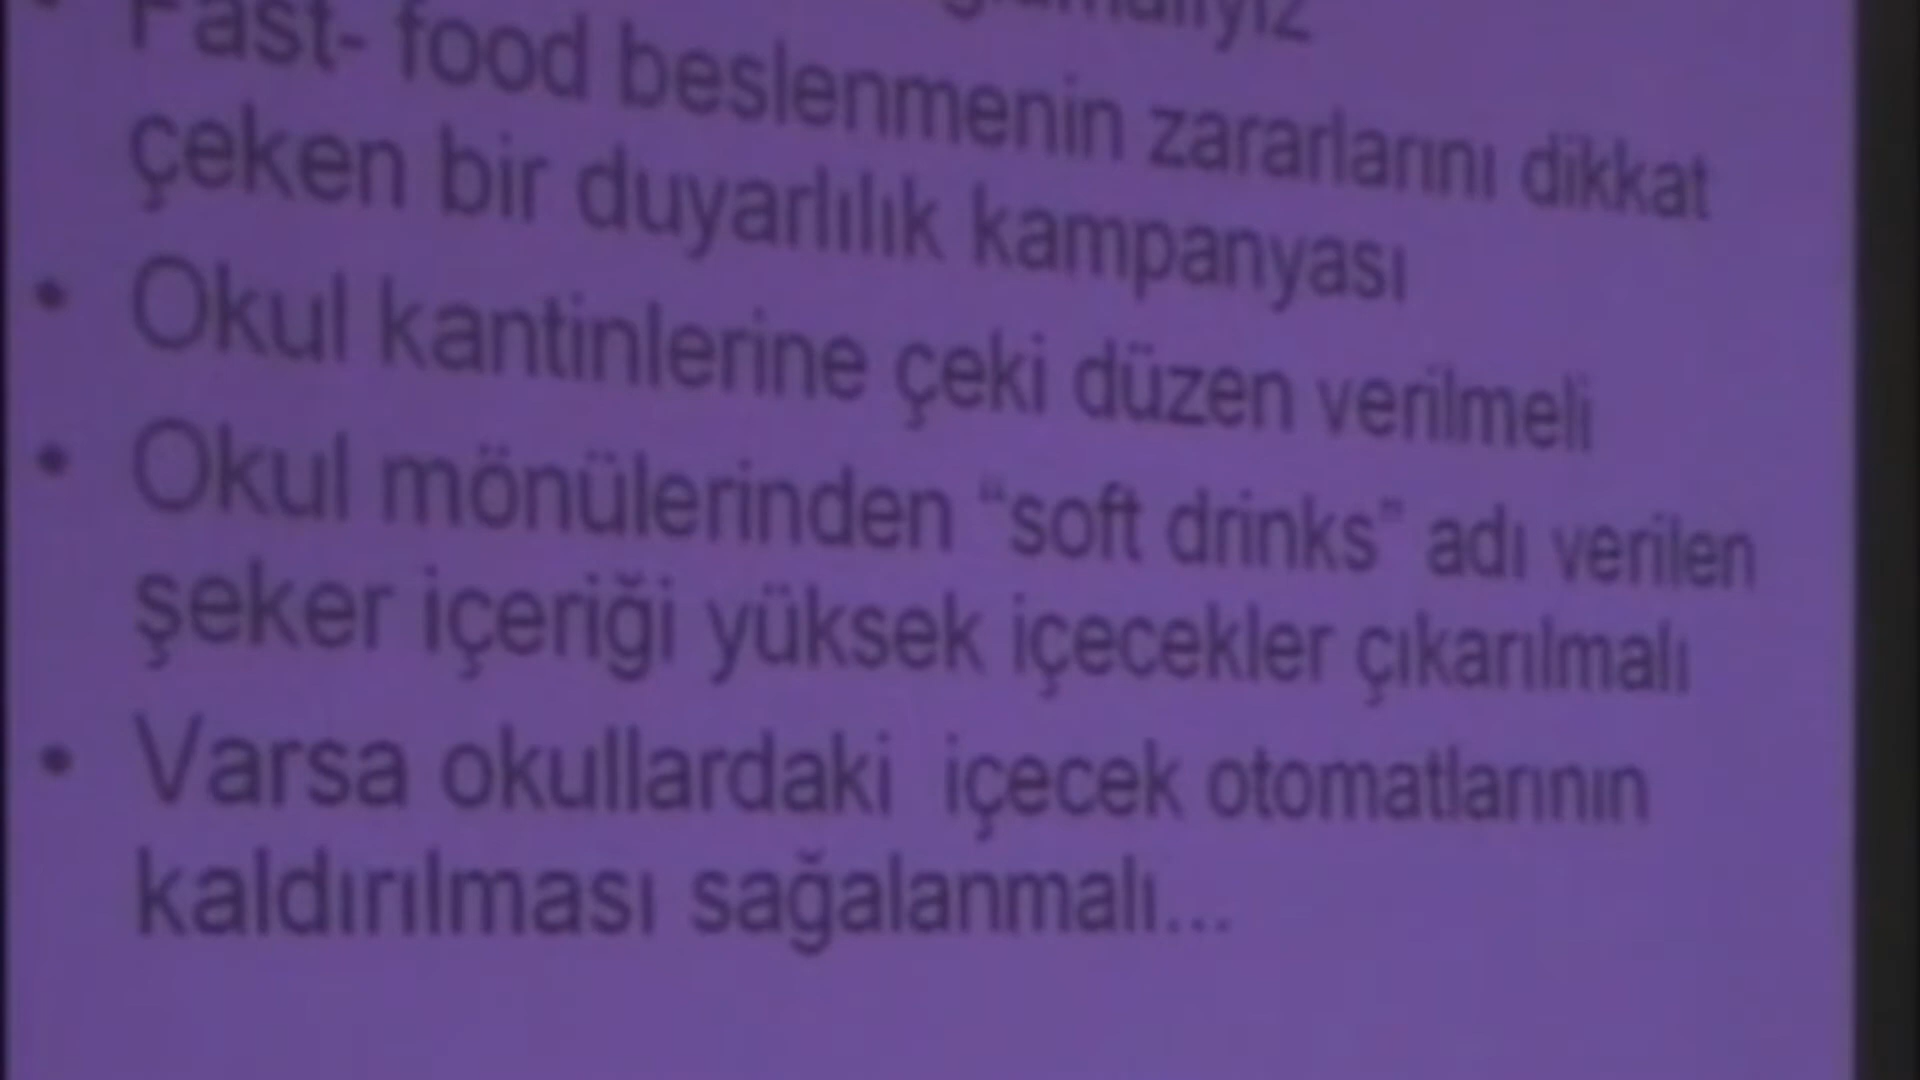 • Fast- food beslenmenin zararlarını dikkat
çeken bir duyarlılık kampanyası
• Okul kantinlerine çeki düzen verilmeli
• Okul mönülerinden “soft drinks” adı verilen
şeker içeriği yüksek içecekler çıkarılmalı
• Varsa okullardaki içecek otomatlarının
kaldırılması sağalanmalı...